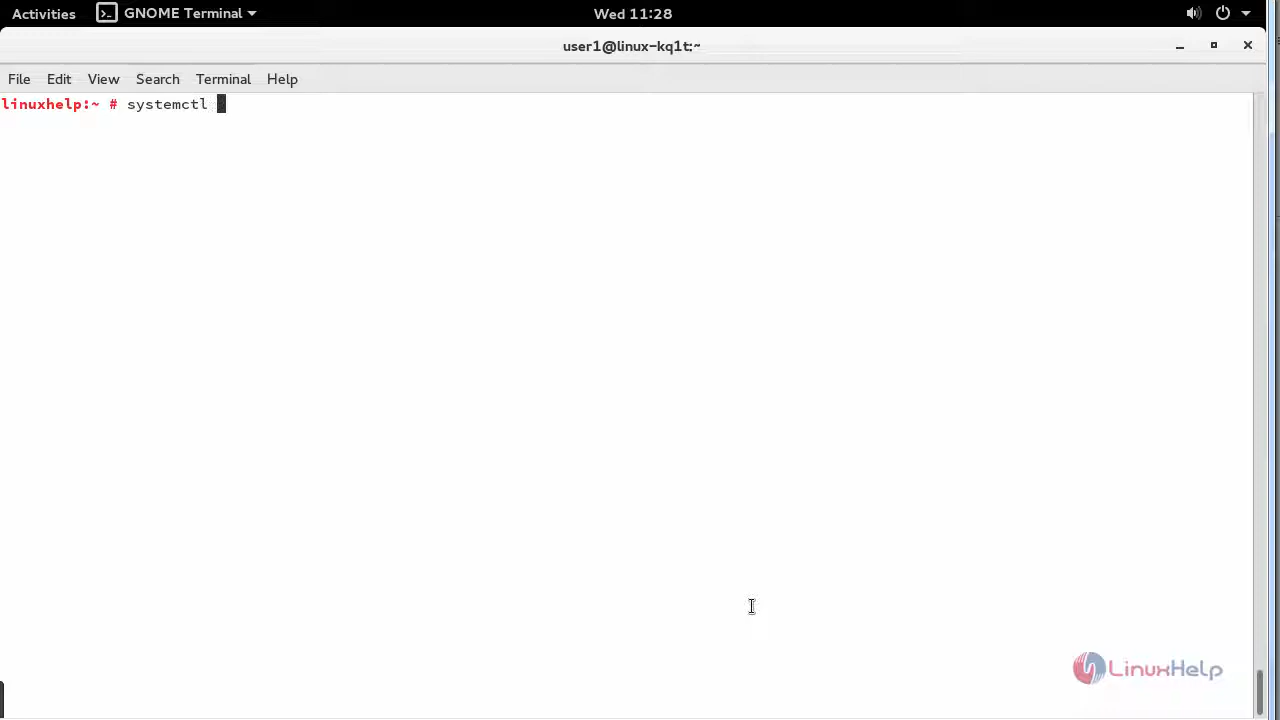 Activities GNOME Terminal Wed 11:28
user1@linux-kq1t:~
File Edit View Search Terminal Help
linuxhelp:~ # systemctl
LinuxHelp